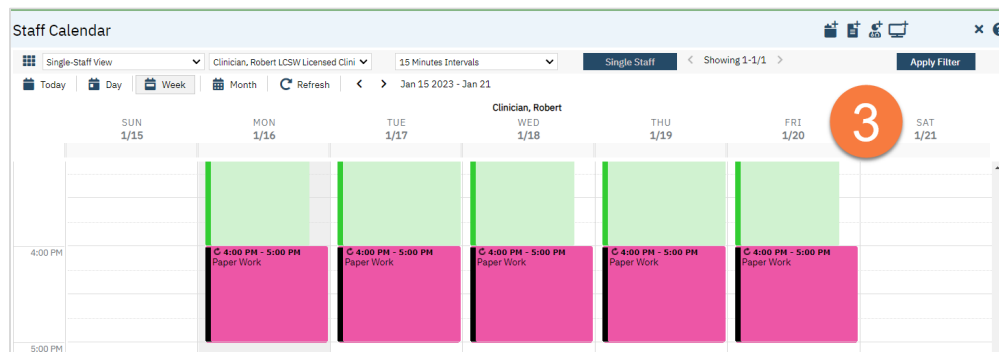 Staff Calendar
Single-Staff View Clinician, Robert LCSW Licensed Clini 15 Minutes Intervals Single Staff Showing 1-1/1 Apply Filter
Today Day Week Month Refresh Jan 15 2023 - Jan 21
Clinician, Robert
SUN MON TUE WED THU FRI SAT
1/15 1/16 1/17 1/18 1/19 1/20 1/21
3
4:00 PM 4:00 PM - 5:00 PM 4:00 PM - 5:00 PM 4:00 PM - 5:00 PM 4:00 PM - 5:00 PM 4:00 PM - 5:00 PM
Paper Work Paper Work Paper Work Paper Work Paper Work
5:00 PM